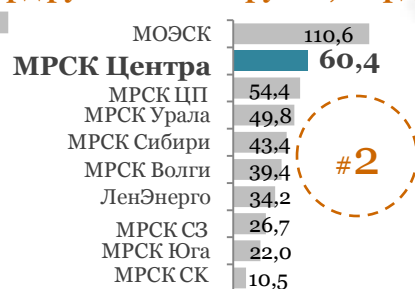 МОЭСК 110,6
МРСК Центра 60,4
МРСК ЦП 54,4
МРСК Урала 49,8
МРСК Сибири 43,4
МРСК Волги 39,4
ЛенЭнерго 34,2
МРСК СЗ 26,7
МРСК Юга 22,0
МРСК СК 10,5
#2